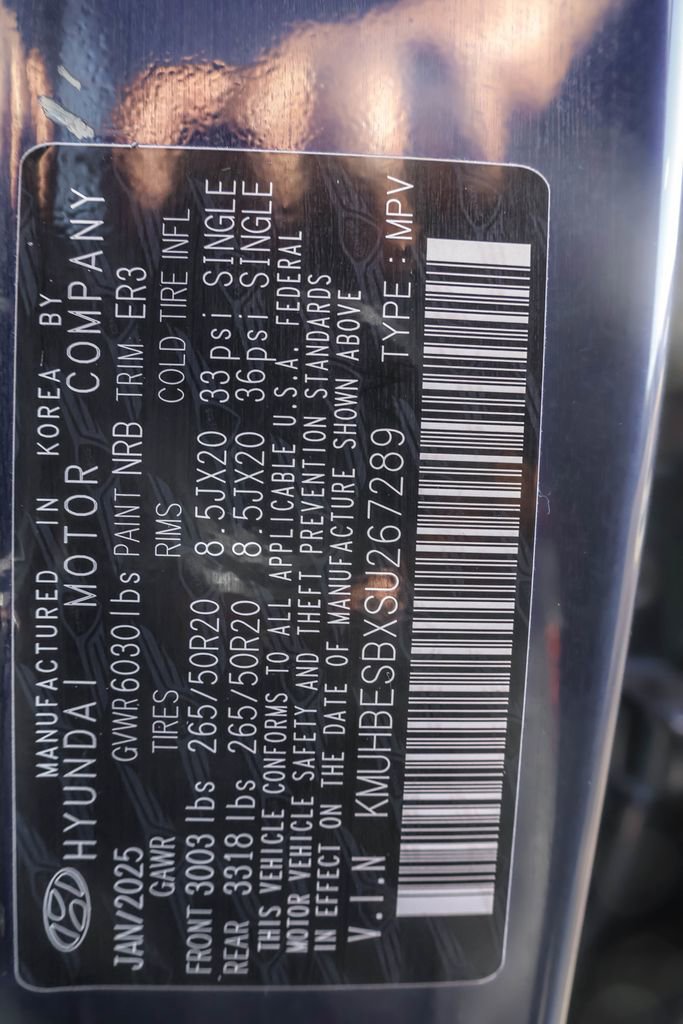 MANUFACTURED IN KOREA BY
HYUNDAI MOTOR COMPANY
JAN/2025 GVWR 6030 lbs PAINT NRB TRIM ER3
GAWR TIRES RIMS COLD TIRE INFL
FRONT 3003 lbs 265/50R20 8.5JX20 33psi SINGLE
REAR 3318 lbs 265/50R20 8.5JX20 36psi SINGLE
THIS VEHICLE CONFORMS TO ALL APPLICABLE U.S.A. FEDERAL
MOTOR VEHICLE SAFETY AND THEFT PREVENTION STANDARDS
IN EFFECT ON THE DATE OF MANUFACTURE SHOWN ABOVE
V.I.N KMUHBESBXSU267289 TYPE : MPV